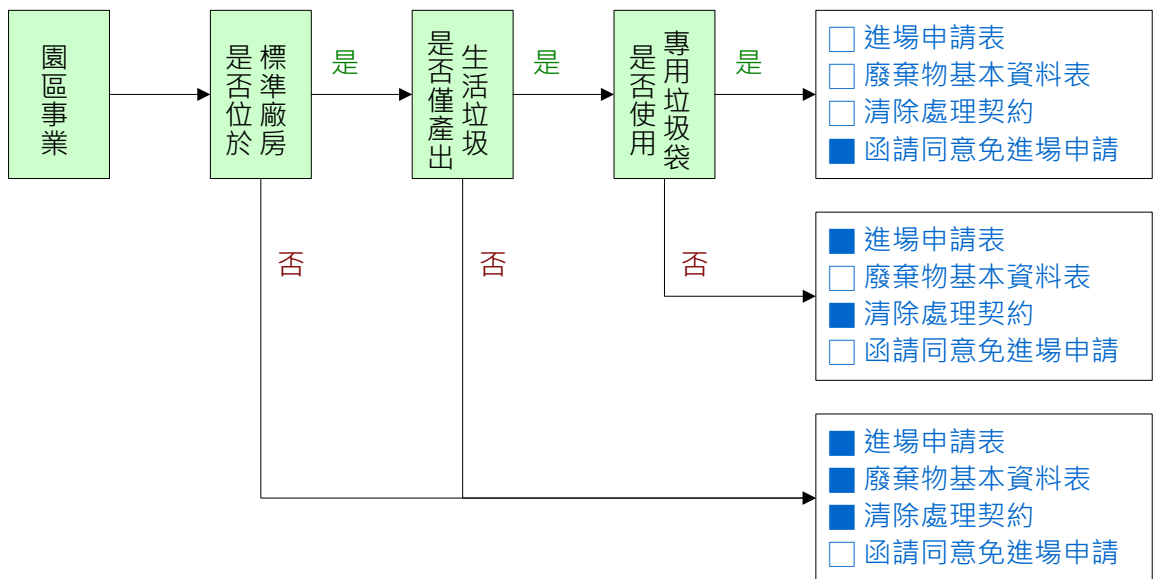 園區事業
是否位於
標準廠房
是
是否僅產出
生活垃圾
是
是否使用
專用垃圾袋
是
□ 進場申請表
□ 廢棄物基本資料表
□ 清除處理契約
■ 函請同意免進場申請
否
否
否
■ 進場申請表
□ 廢棄物基本資料表
■ 清除處理契約
□ 函請同意免進場申請
■ 進場申請表
■ 廢棄物基本資料表
■ 清除處理契約
□ 函請同意免進場申請